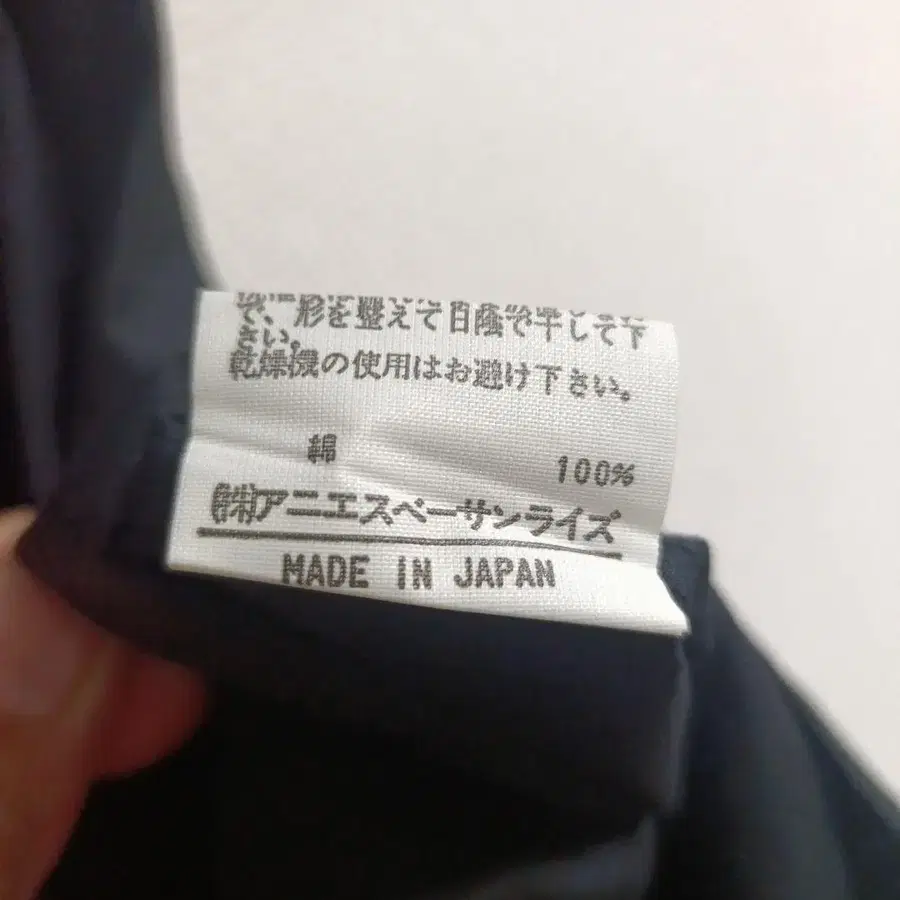 で、形を整えて日蔭で干して下
さい。
乾燥機の使用はお避け下さい。
綿 100%
㈱アニエスベーサンライズ
MADE IN JAPAN